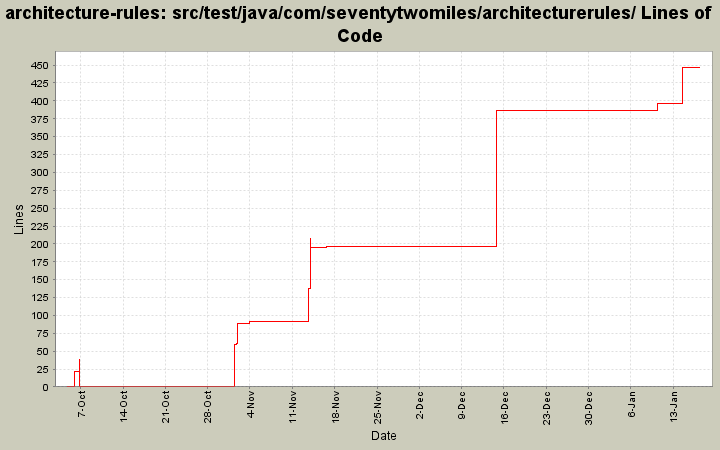 architecture-rules: src/test/java/com/seventytwomiles/architecturerules/ Lines of
Code
Lines
450
425
400
375
350
325
300
275
250
225
200
175
150
125
100
75
50
25
0
7-Oct
14-Oct
21-Oct
28-Oct
4-Nov
11-Nov
18-Nov
25-Nov
2-Dec
9-Dec
16-Dec
23-Dec
30-Dec
6-Jan
13-Jan
Date